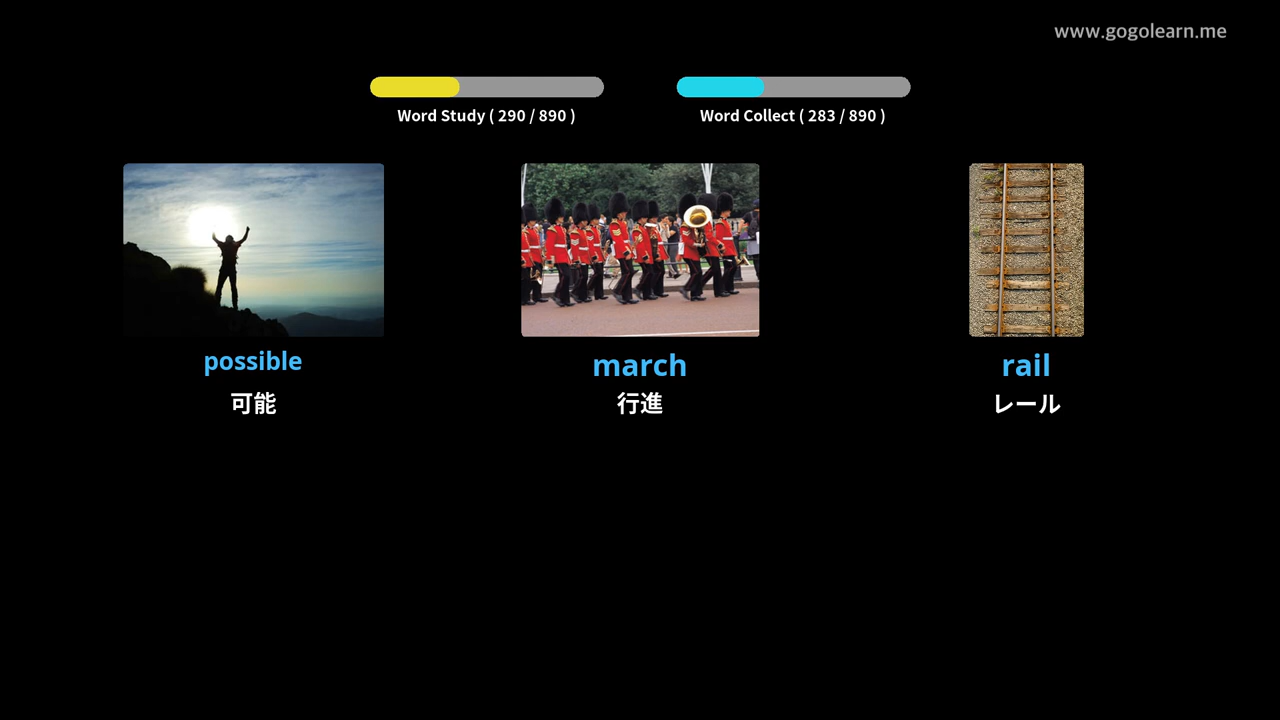 www.gogolearn.me
Word Study ( 290 / 890 )
Word Collect ( 283 / 890 )
possible
可能
march
行進
rail
レール